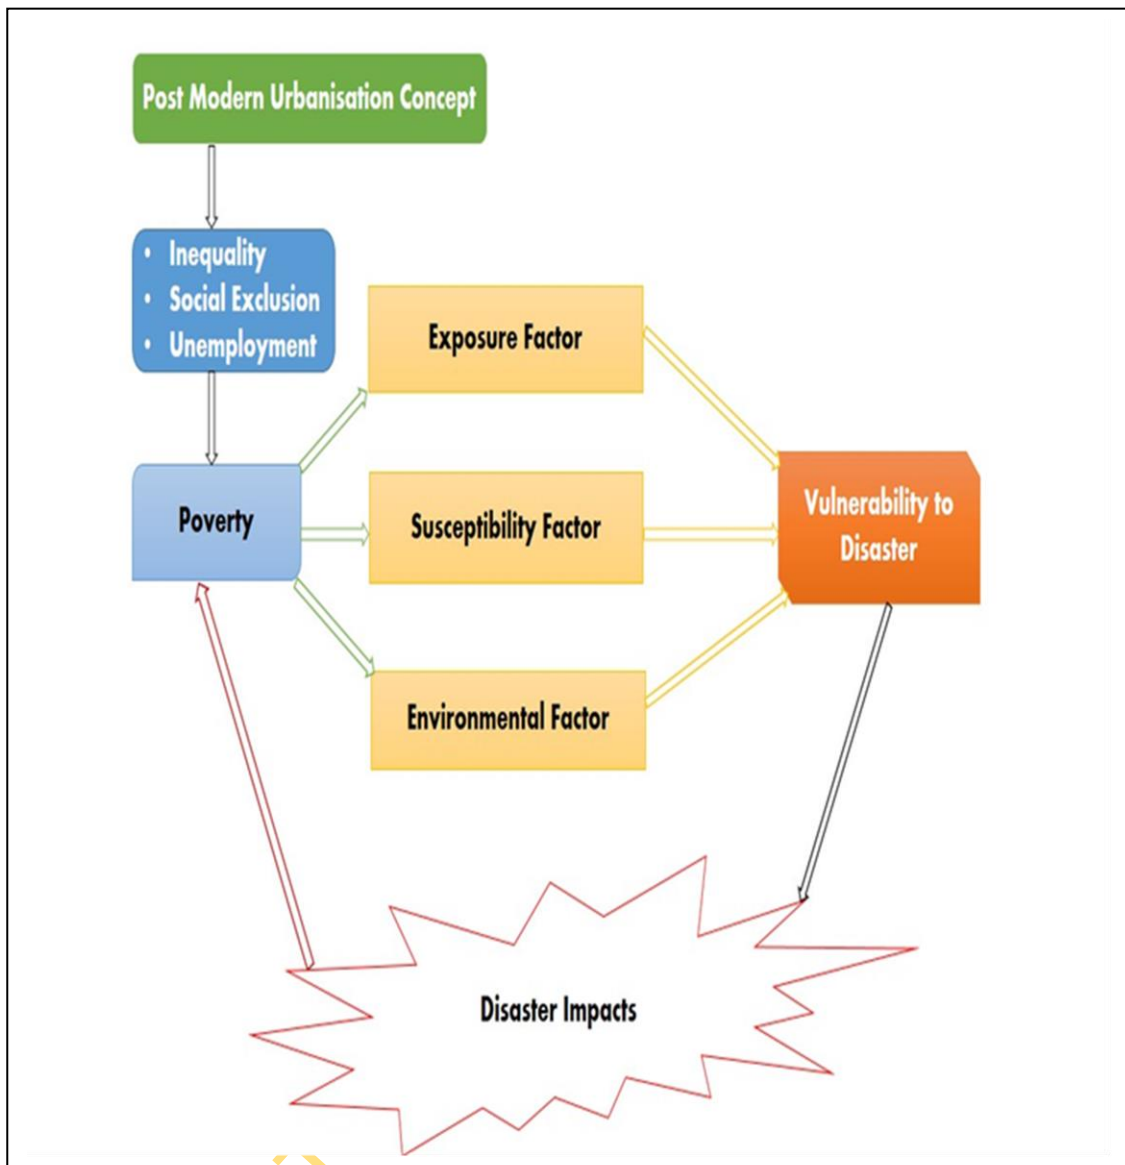 Post Modern Urbanisation Concept
• Inequality
• Social Exclusion
• Unemployment
Exposure Factor
Poverty
Susceptibility Factor
Vulnerability to
Disaster
Environmental Factor
Disaster Impacts